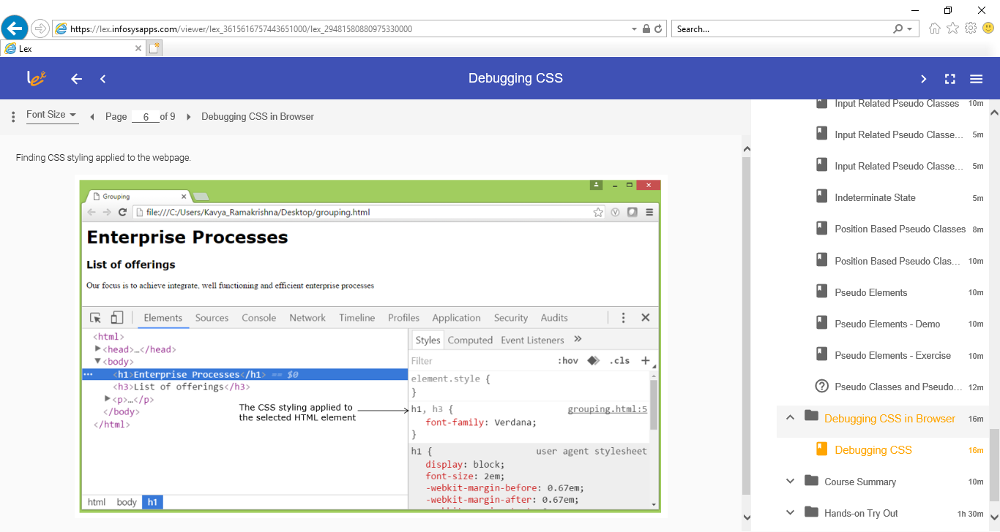 https://lex.infosysapps.com/viewer/lex_3615616757443651000/lex_29481580880975330000
Search...
Lex
lex
Debugging CSS
Font Size
Page 6 of 9
Debugging CSS in Browser
Finding CSS styling applied to the webpage.
Grouping
file:///C:/Users/Kavya_Ramakrishna/Desktop/grouping.html
Enterprise Processes
List of offerings
Our focus is to achieve integrate, well functioning and efficient enterprise processes
Elements Sources Console Network Timeline Profiles Application Security Audits
<html>
<head>…</head>
<body>
<h1>Enterprise Processes</h1> == $0
<h3>List of offerings</h3>
<p>…</p>
</body>
</html>
The CSS styling applied to
the selected HTML element
html body h1
Styles Computed Event Listeners »
Filter :hov .cls +
element.style {
}
h1, h3 { grouping.html:5
font-family: Verdana;
}
h1 { user agent stylesheet
display: block;
font-size: 2em;
-webkit-margin-before: 0.67em;
-webkit-margin-after: 0.67em;
Input Related Pseudo Classes 10m
Input Related Pseudo Classe... 5m
Input Related Pseudo Classe... 5m
Indeterminate State 5m
Position Based Pseudo Classes 8m
Position Based Pseudo Clas... 10m
Pseudo Elements 10m
Pseudo Elements - Demo 10m
Pseudo Elements - Exercise 10m
Pseudo Classes and Pseudo... 12m
Debugging CSS in Browser 16m
Debugging CSS 16m
Course Summary 10m
Hands-on Try Out 1h 30m